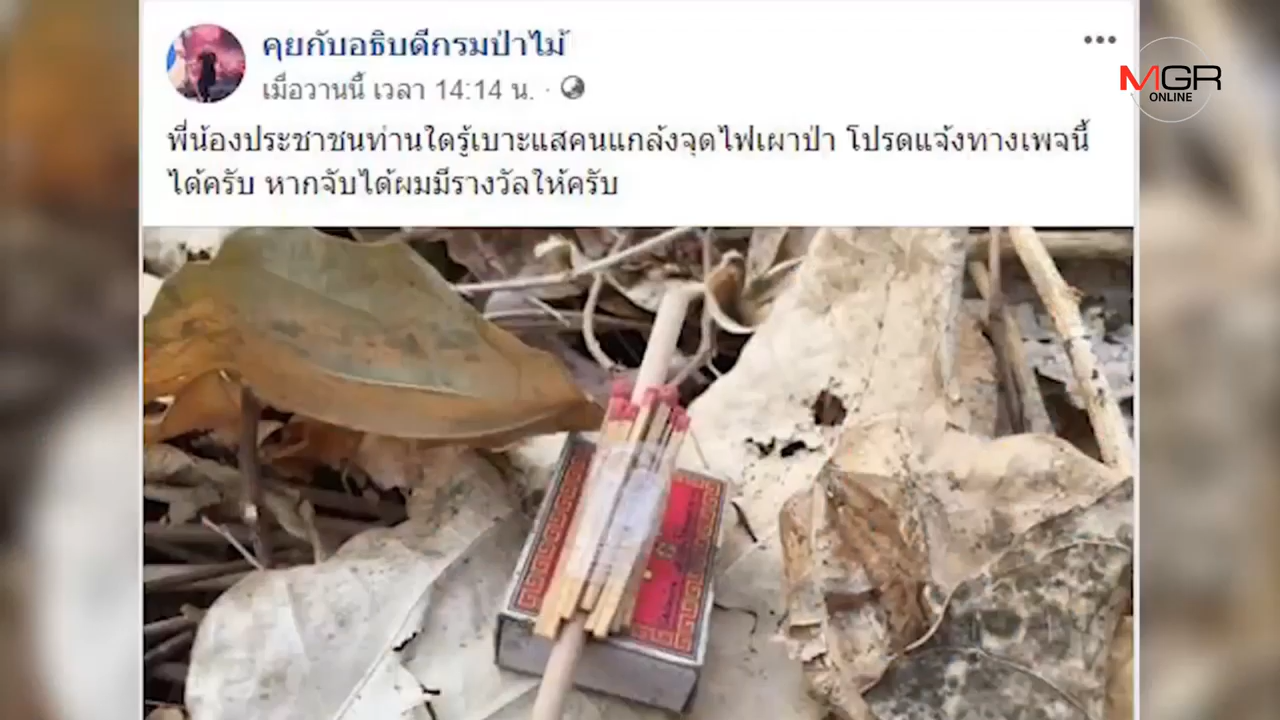 คุยกับอธิบดีกรมป่าไม้
เมื่อวานนี้ เวลา 14:14 น. ·
MGR
ONLINE
พี่น้องประชาชนท่านใดรู้เบาะแสคนแกล้งจุดไฟเผาป่า โปรดแจ้งทางเพจนี้
ได้ครับ หากจับได้ผมมีรางวัลให้ครับ